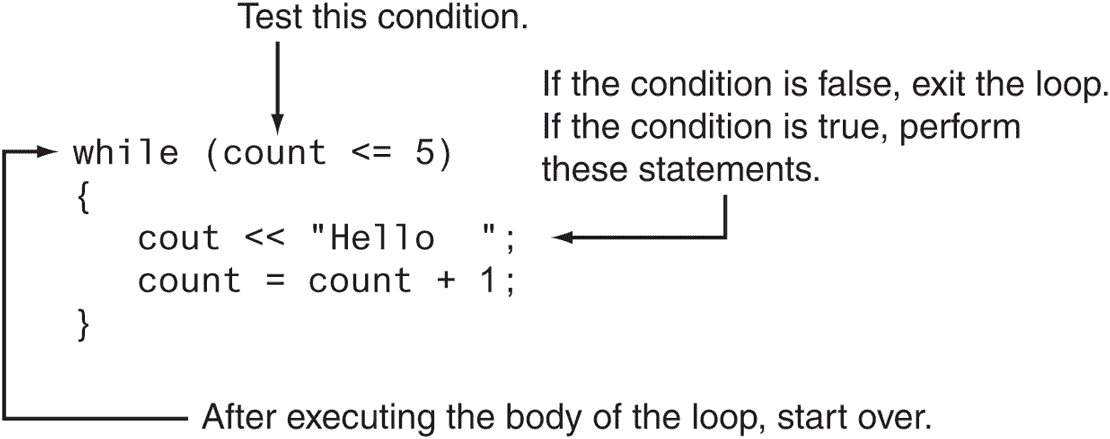 Test this condition.
If the condition is false, exit the loop.
If the condition is true, perform
these statements.
while (count <= 5)
{
cout << "Hello  ";
count = count + 1;
}
After executing the body of the loop, start over.